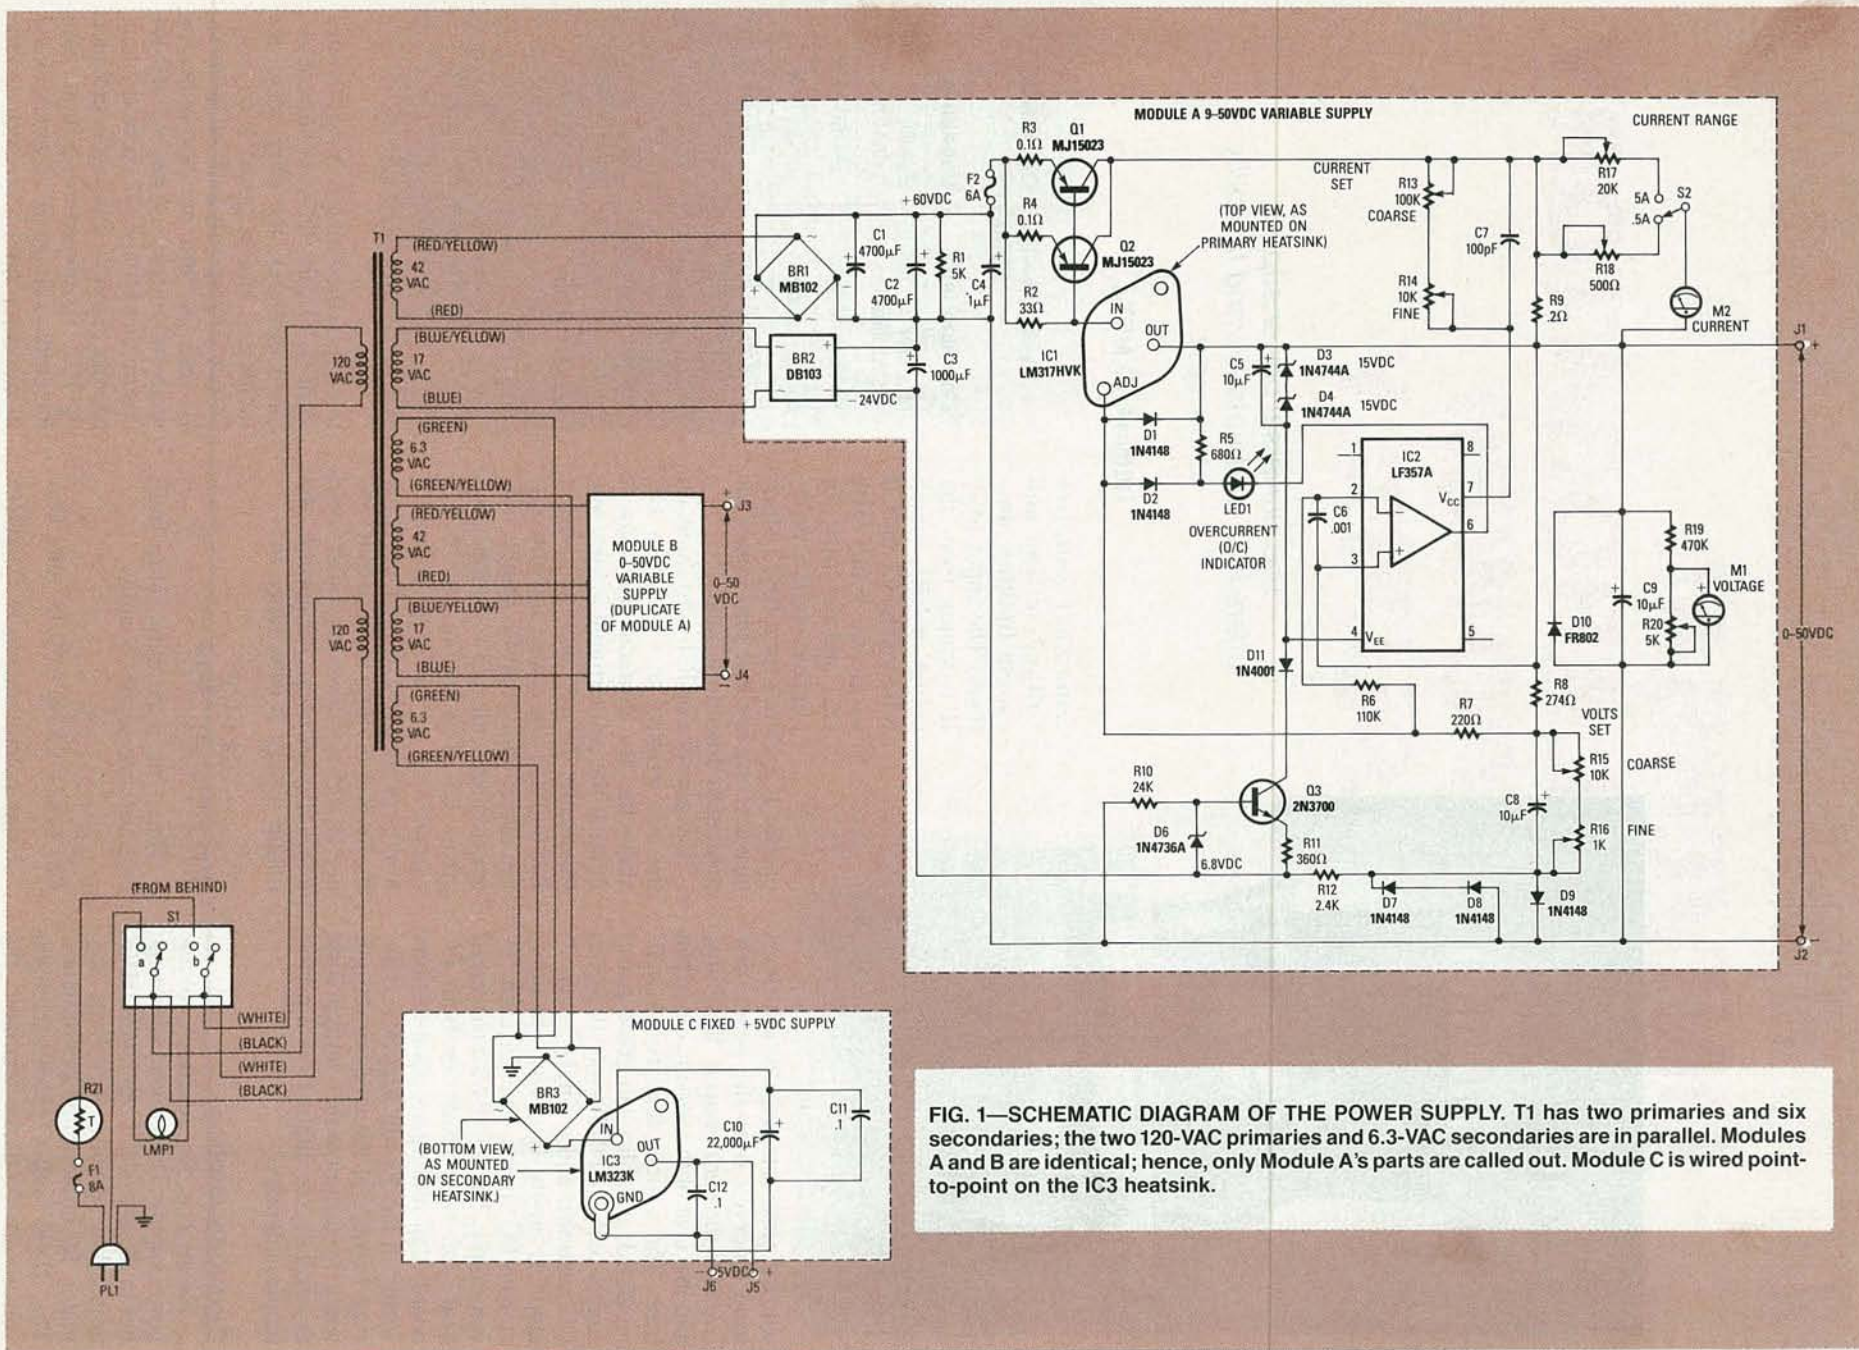 MODULE A 9–50VDC VARIABLE SUPPLY
CURRENT RANGE
R3
0.1Ω
Q1
MJ15023
F2
6A
+60VDC
R4
0.1Ω
Q2
MJ15023
R2
33Ω
(TOP VIEW, AS
MOUNTED ON
PRIMARY HEATSINK)
CURRENT
SET
R13
100K
COARSE
R14
10K
FINE
C7
100pF
R17
20K
5A
.5A
S2
R18
500Ω
R9
.2Ω
M2
CURRENT
J1
+
T1
(RED/YELLOW)
42
VAC
(RED)
(BLUE/YELLOW)
17
VAC
(BLUE)
120
VAC
(GREEN)
6.3
VAC
(GREEN/YELLOW)
(RED/YELLOW)
42
VAC
(RED)
(BLUE/YELLOW)
17
VAC
(BLUE)
120
VAC
(GREEN)
6.3
VAC
(GREEN/YELLOW)
~
BR1
MB102
+
−
~
+
C1
4700µF
+
C2
4700µF
R1
5K
+
C4
1µF
~
+
BR2
DB103
~
−
+
C3
1000µF
−24VDC
IN
OUT
ADJ
IC1
LM317HVK
+
C5
10µF
D3
1N4744A
15VDC
D4
1N4744A
15VDC
D1
1N4148
R5
680Ω
D2
1N4148
LED1
OVERCURRENT
(O/C)
INDICATOR
IC2
LF357A
1
2
3
4
8
7
6
5
VCC
VEE
−
+
C6
.001
D11
1N4001
R6
110K
R7
220Ω
R8
274Ω
VOLTS
SET
R15
10K
COARSE
R16
1K
FINE
+
C8
10µF
D10
FR802
+
C9
10µF
R19
470K
R20
5K
+
M1
VOLTAGE
0–50VDC
R10
24K
D6
1N4736A
6.8VDC
Q3
2N3700
R11
360Ω
R12
2.4K
D7
1N4148
D8
1N4148
D9
1N4148
−
J2
MODULE B
0–50VDC
VARIABLE
SUPPLY
(DUPLICATE
OF MODULE A)
+
J3
0–50
VDC
J4
−
(FROM BEHIND)
S1
a
b
(WHITE)
(BLACK)
(WHITE)
(BLACK)
R21
T
LMP1
F1
8A
PL1
MODULE C FIXED +5VDC SUPPLY
−
~
BR3
MB102
~
+
(BOTTOM VIEW,
AS MOUNTED
ON SECONDARY
HEATSINK.)
IN
OUT
IC3
LM323K
GND
C10
22,000µF
+
C11
.1
C12
.1
− 5VDC +
J6
J5
FIG. 1—SCHEMATIC DIAGRAM OF THE POWER SUPPLY. T1 has two primaries and six
secondaries; the two 120-VAC primaries and 6.3-VAC secondaries are in parallel. Modules
A and B are identical; hence, only Module A's parts are called out. Module C is wired point-
to-point on the IC3 heatsink.